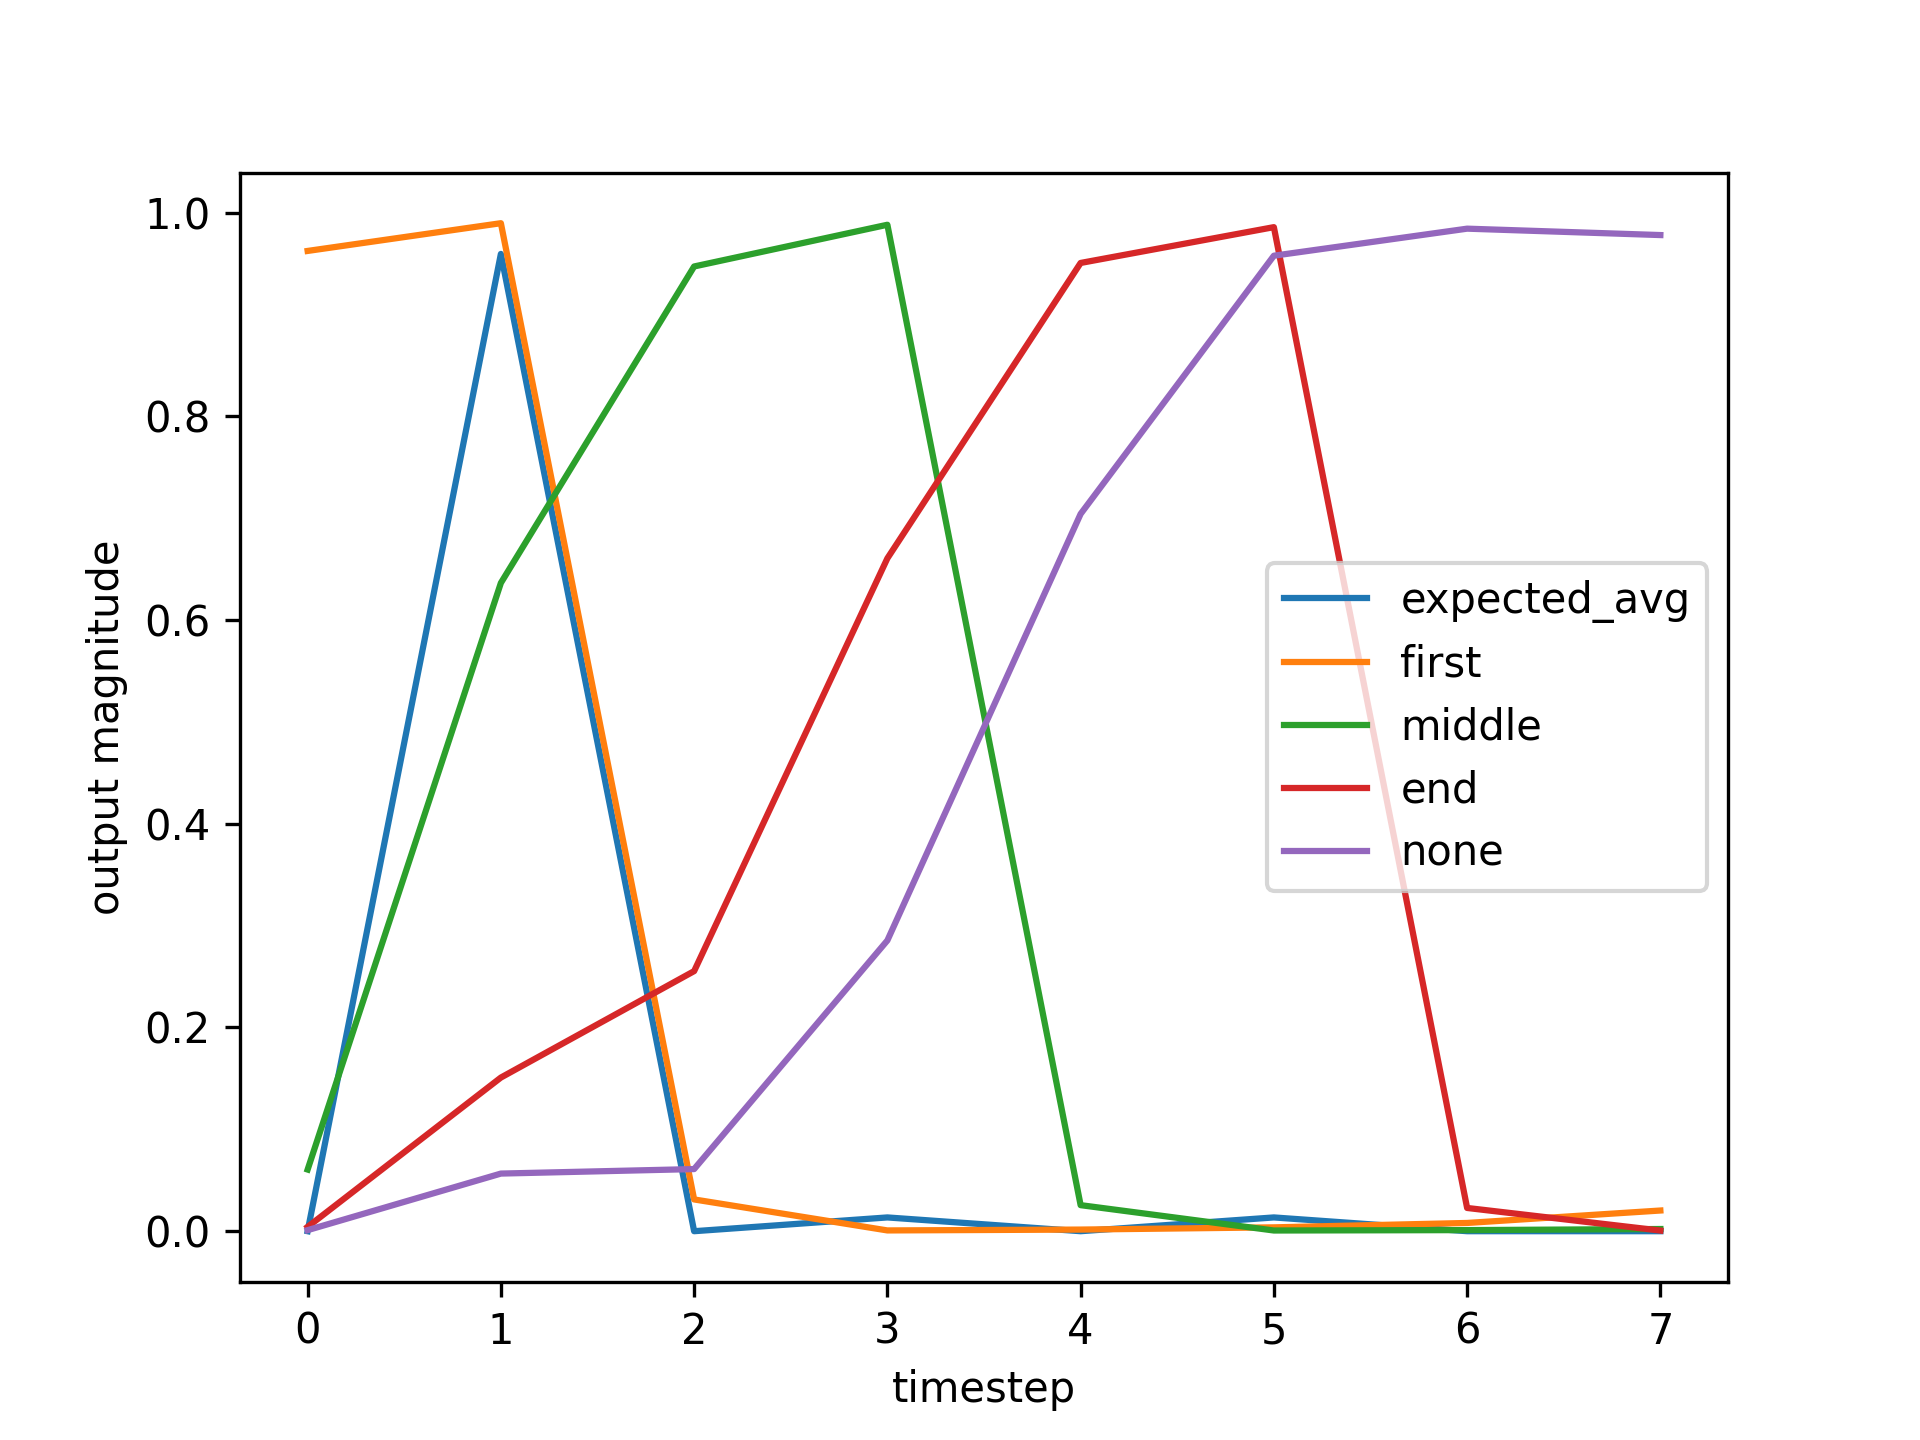 1.0
0.8
0.6
0.4
0.2
0.0
output magnitude
expected_avg
first
middle
end
none
0 1 2 3 4 5 6 7
timestep